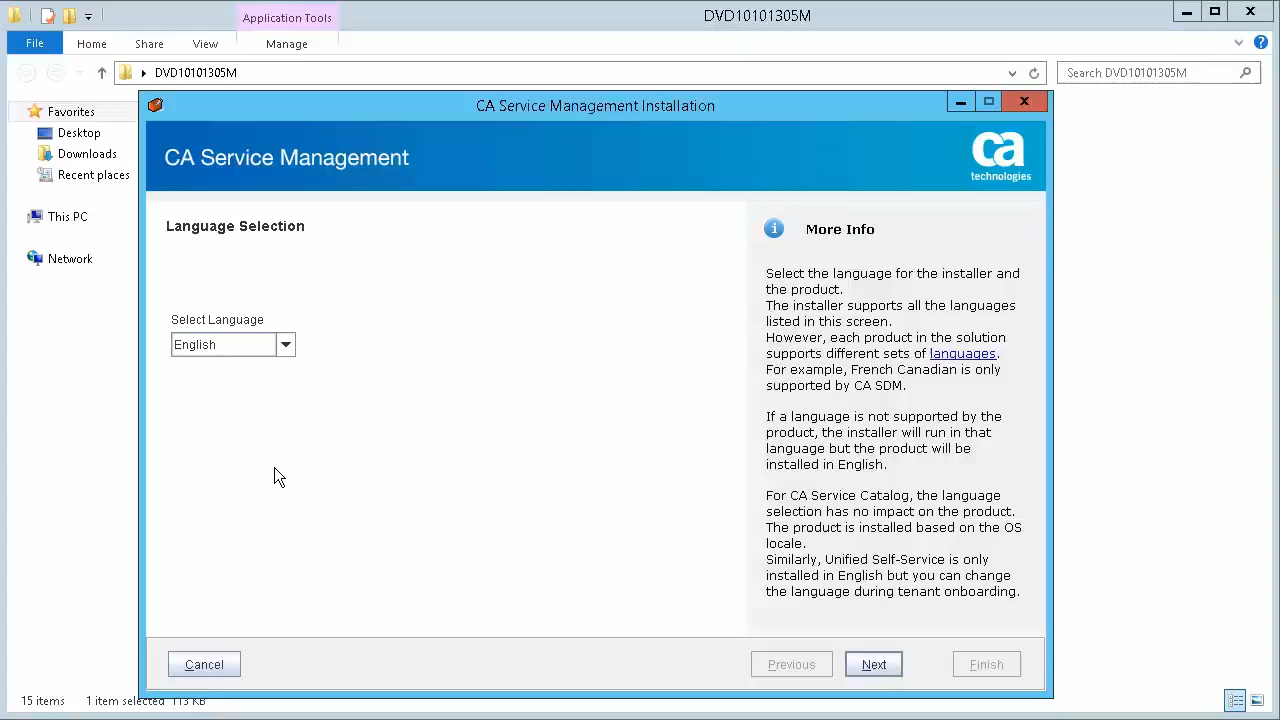 Application Tools
DVD10101305M
File
Home
Share
View
Manage
DVD10101305M
Search DVD10101305M
Favorites
Desktop
Downloads
Recent places
This PC
Network
CA Service Management Installation
CA Service Management
ca
technologies
Language Selection
Select Language
English
More Info
Select the language for the installer and
the product.
The installer supports all the languages
listed in this screen.
However, each product in the solution
supports different sets of languages.
For example, French Canadian is only
supported by CA SDM.
If a language is not supported by the
product, the installer will run in that
language but the product will be
installed in English.
For CA Service Catalog, the language
selection has no impact on the product.
The product is installed based on the OS
locale.
Similarly, Unified Self-Service is only
installed in English but you can change
the language during tenant onboarding.
Cancel
Previous
Next
Finish
15 items
1 item selected 113 KB